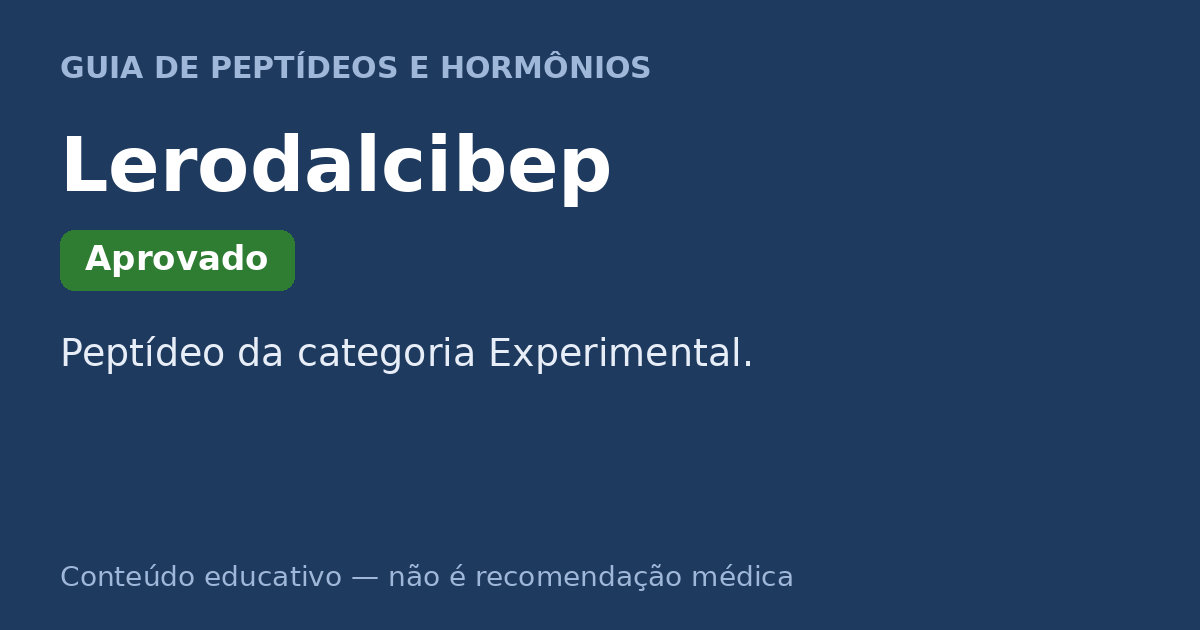 GUIA DE PEPTÍDEOS E HORMÔNIOS
Lerodalcibep
Aprovado
Peptídeo da categoria Experimental.
Conteúdo educativo — não é recomendação médica